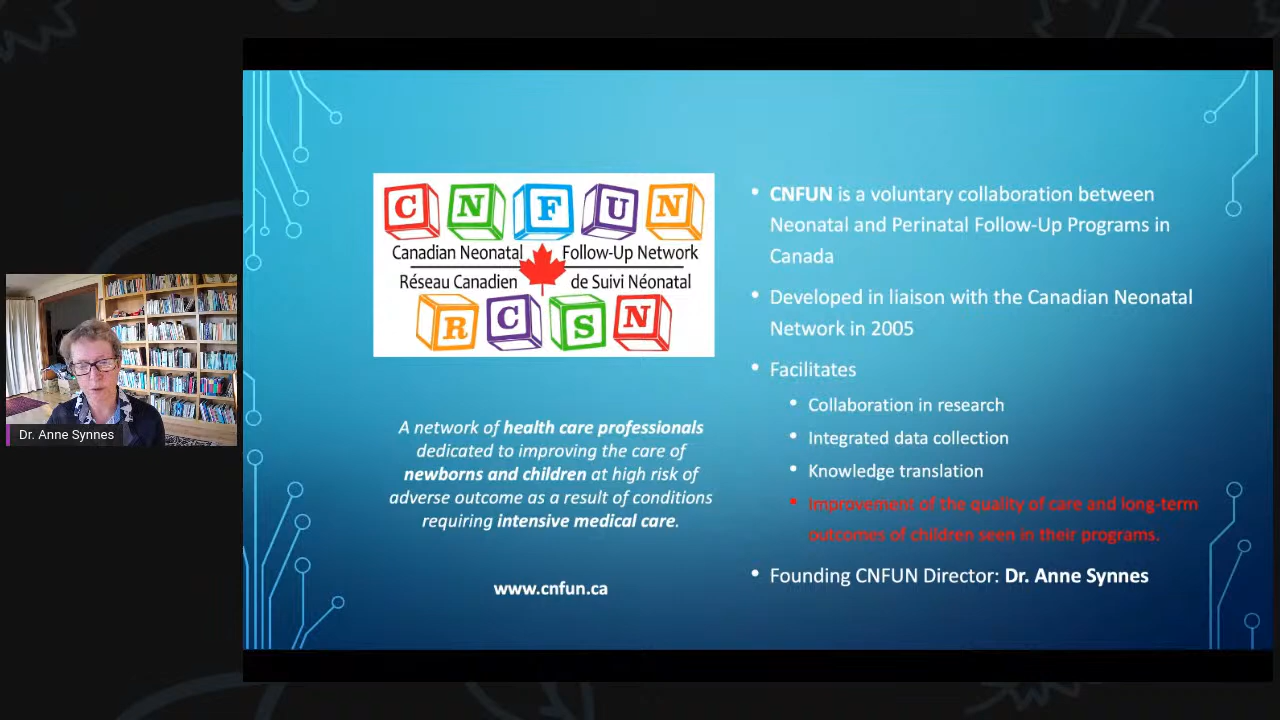 C N F U N
Canadian Neonatal Follow-Up Network
Réseau Canadien de Suivi Néonatal
R C S N
A network of health care professionals
dedicated to improving the care of
newborns and children at high risk of
adverse outcome as a result of conditions
requiring intensive medical care.
www.cnfun.ca
• CNFUN is a voluntary collaboration between
Neonatal and Perinatal Follow-Up Programs in
Canada
• Developed in liaison with the Canadian Neonatal
Network in 2005
• Facilitates
• Collaboration in research
• Integrated data collection
• Knowledge translation
▪ Improvement of the quality of care and long-term
outcomes of children seen in their programs.
• Founding CNFUN Director: Dr. Anne Synnes
Dr. Anne Synnes